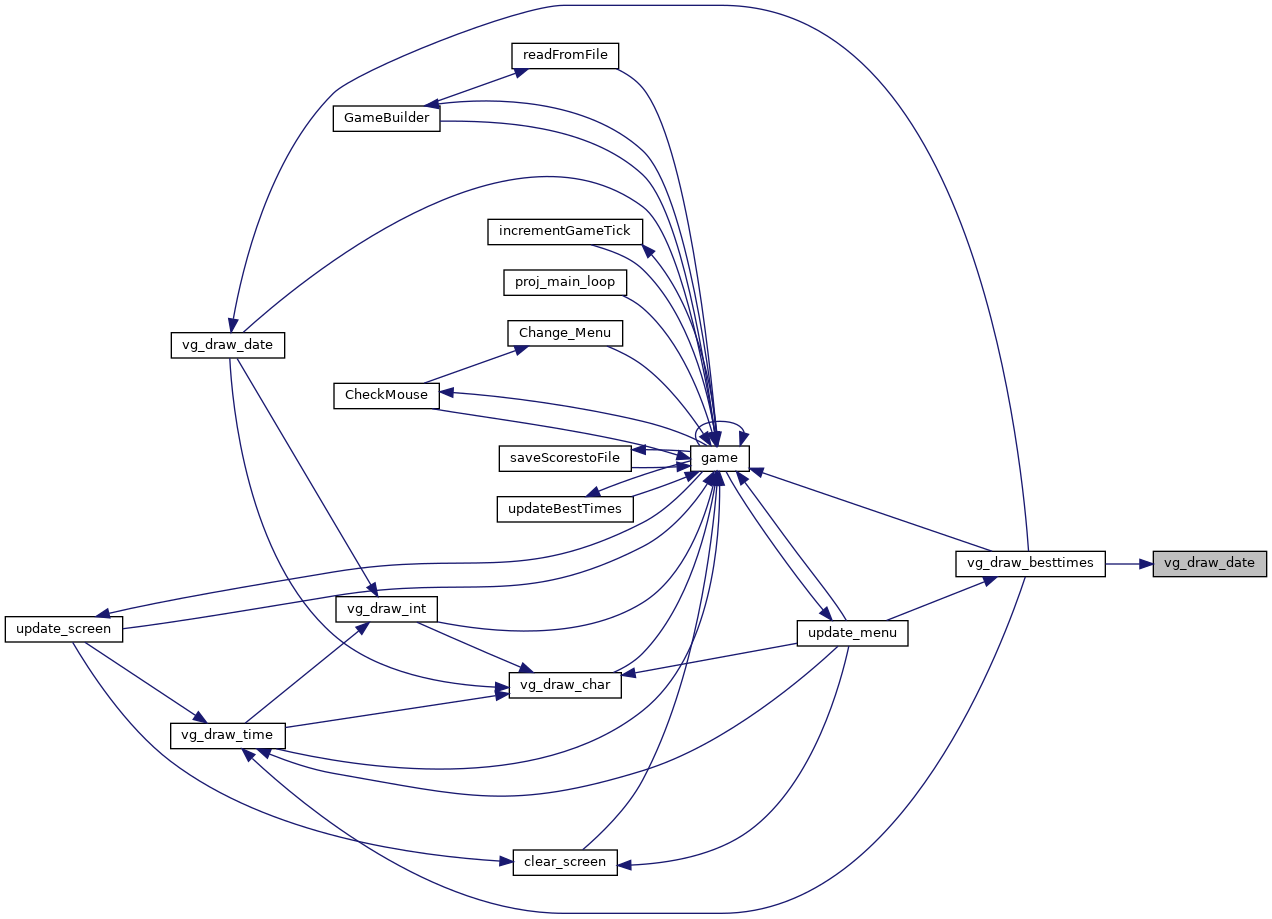 readFromFile
GameBuilder
incrementGameTick
proj_main_loop
Change_Menu
vg_draw_date
CheckMouse
saveScorestoFile
game
updateBestTimes
vg_draw_besttimes
vg_draw_date
vg_draw_int
update_screen
update_menu
vg_draw_char
vg_draw_time
clear_screen